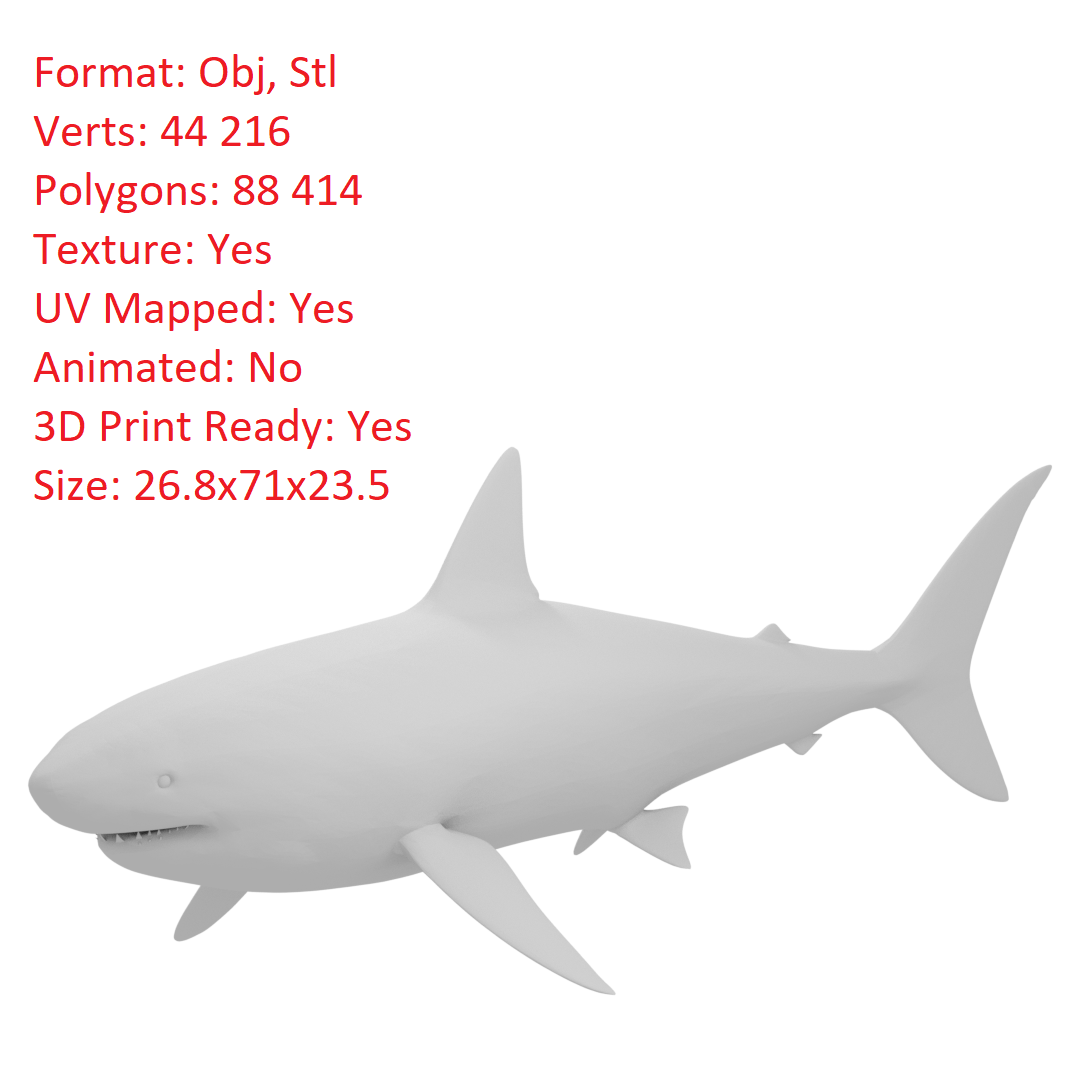 Format: Obj, Stl
Verts: 44 216
Polygons: 88 414
Texture: Yes
UV Mapped: Yes
Animated: No
3D Print Ready: Yes
Size: 26.8x71x23.5